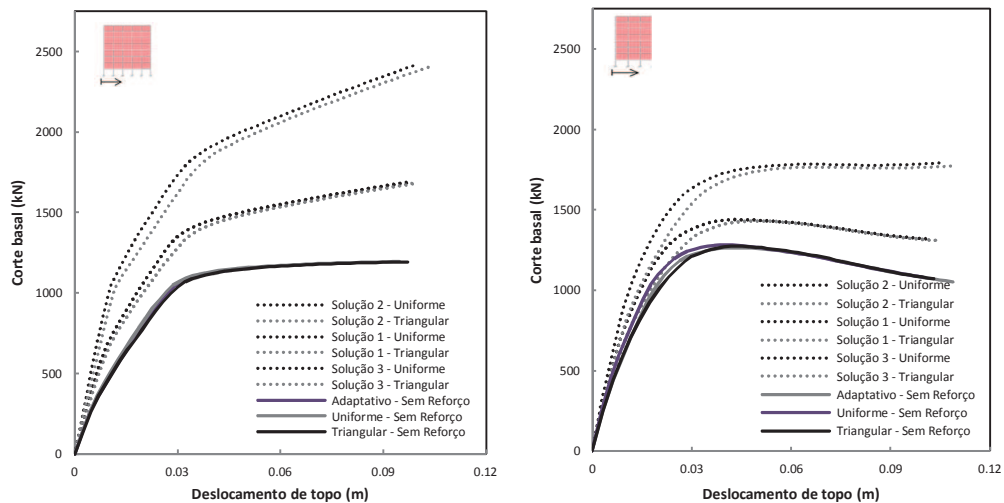 2500
2000
1500
1000
500
0
Corte basal (kN)
Solução 2 - Uniforme
Solução 2 - Triangular
Solução 1 - Uniforme
Solução 1 - Triangular
Solução 3 - Uniforme
Solução 3 - Triangular
Adaptativo - Sem Reforço
Uniforme - Sem Reforço
Triangular - Sem Reforço
0 0.03 0.06 0.09 0.12
Deslocamento de topo (m)
2500
2000
1500
1000
500
0
Corte basal (kN)
Solução 2 - Uniforme
Solução 2 - Triangular
Solução 1 - Uniforme
Solução 1 - Triangular
Solução 3 - Uniforme
Solução 3 - Triangular
Adaptativo - Sem Reforço
Uniforme - Sem Reforço
Triangular - Sem Reforço
0 0.03 0.06 0.09 0.12
Deslocamento de topo (m)